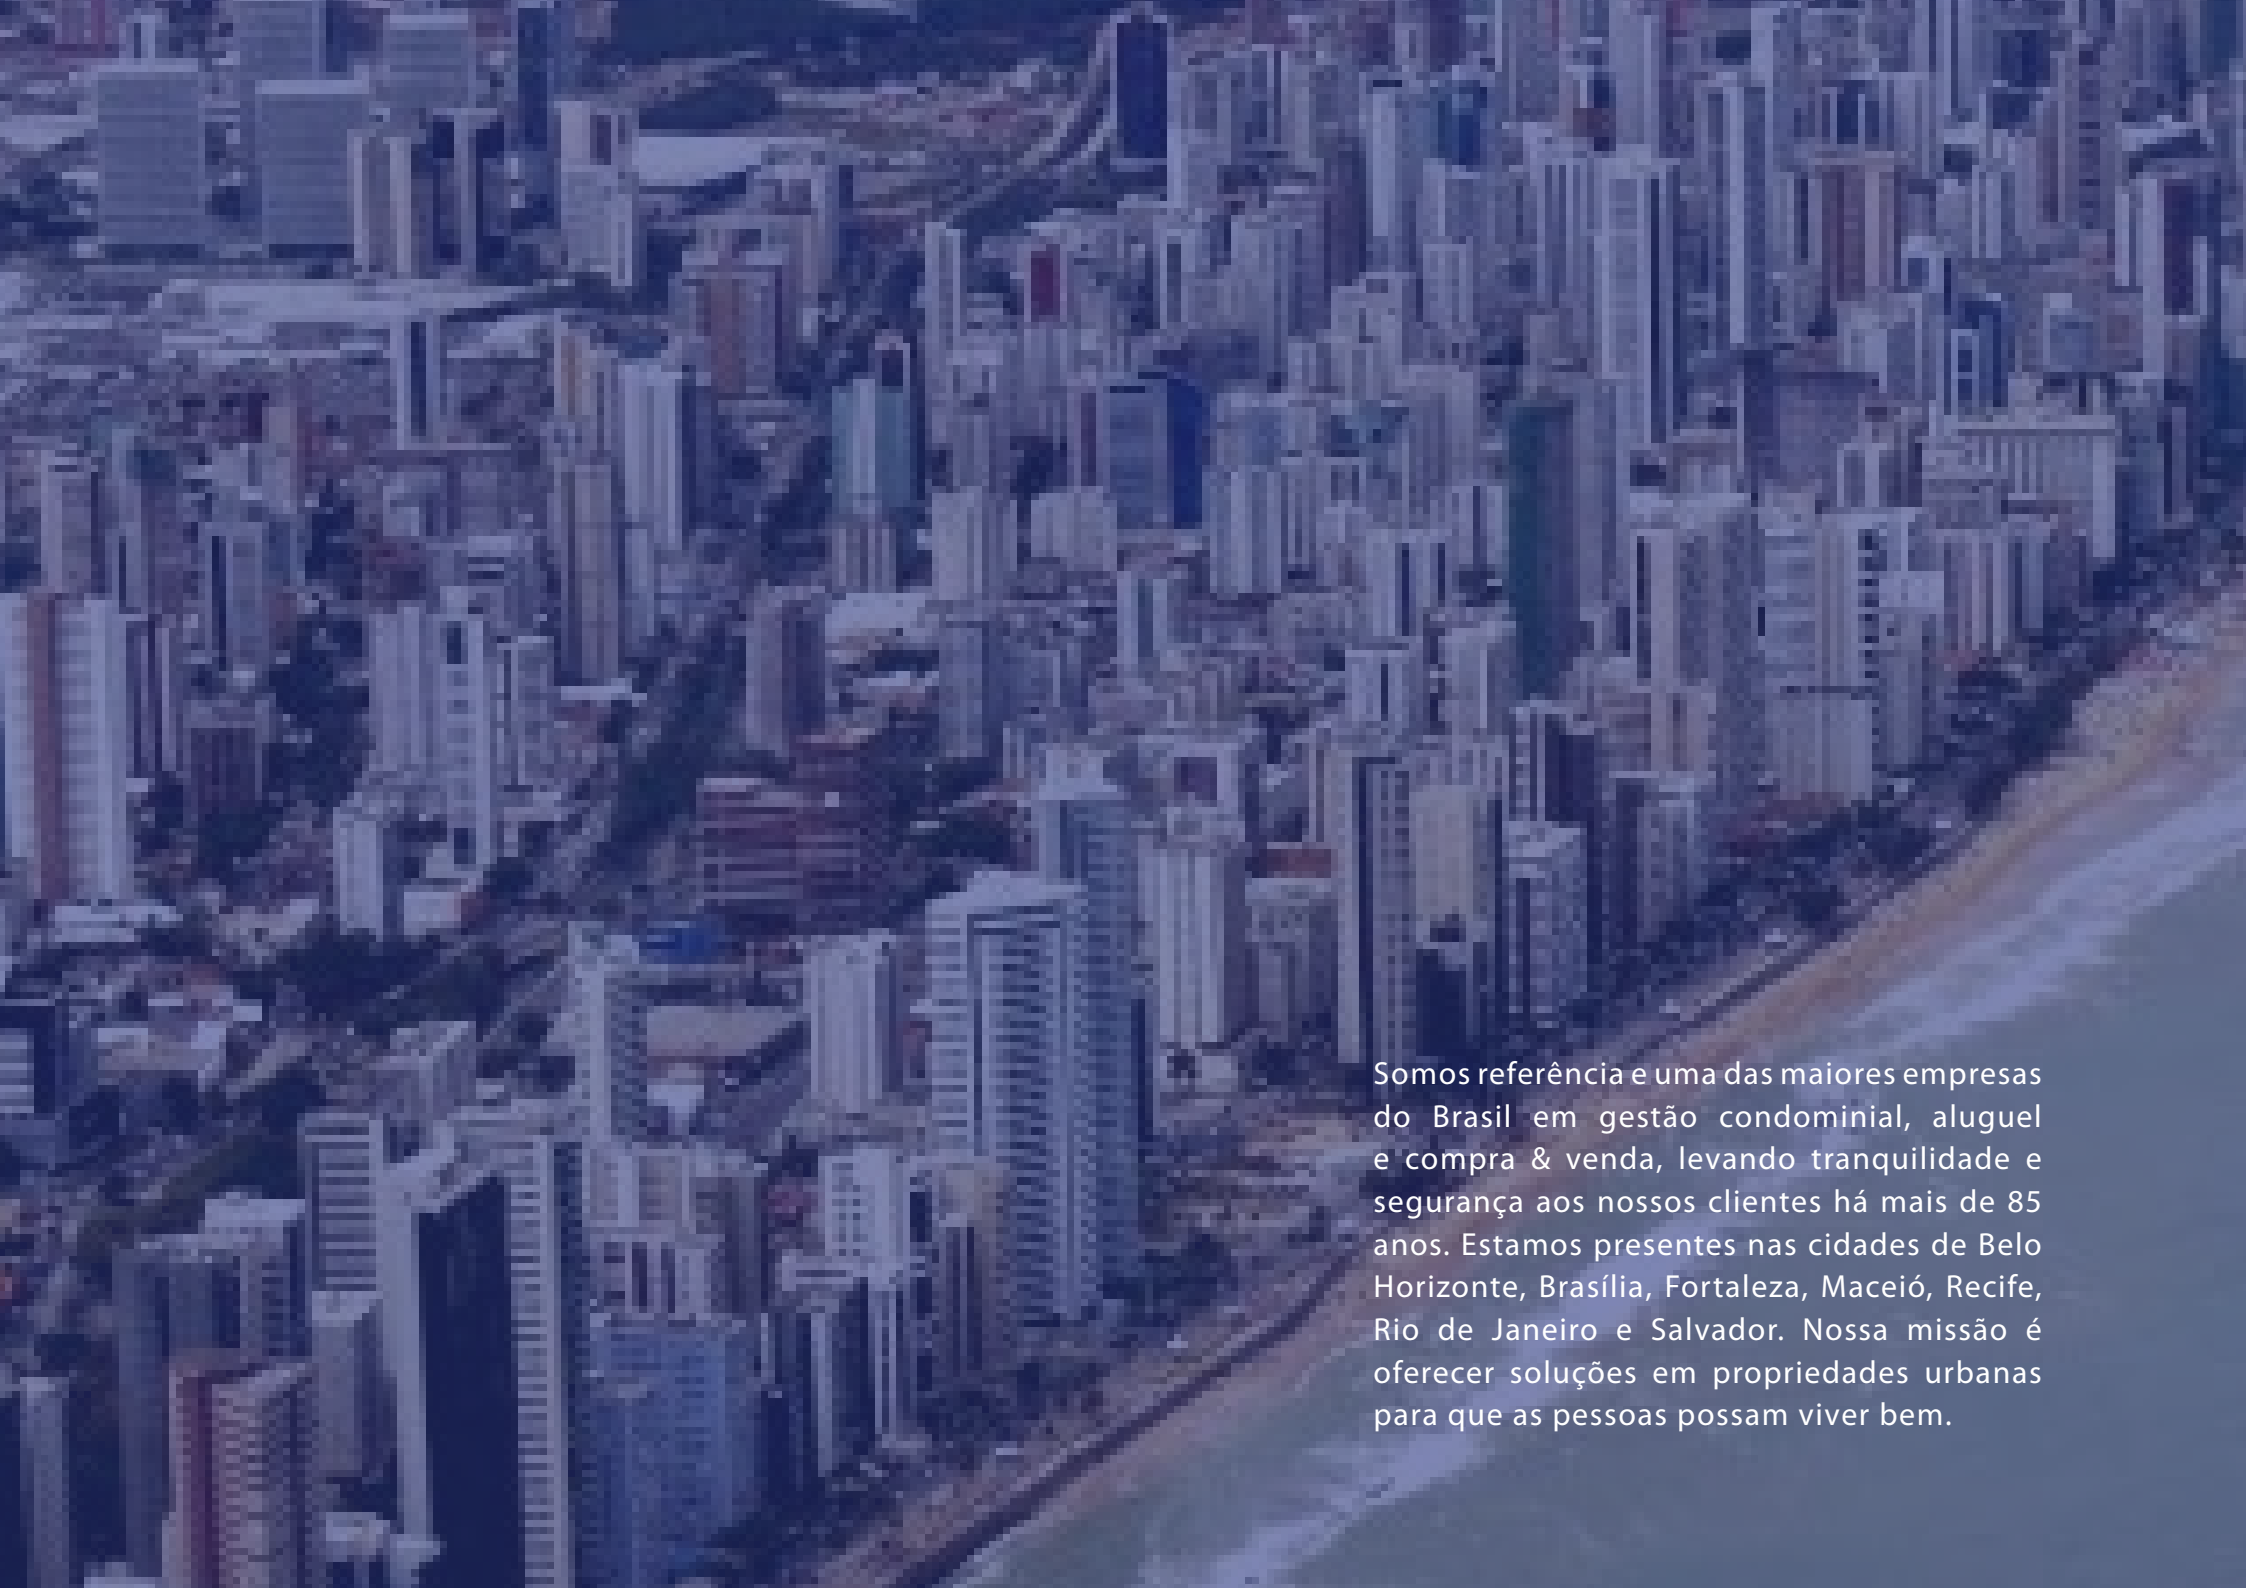 Somos referência e uma das maiores empresas
do Brasil em gestão condominial, aluguel
e compra & venda, levando tranquilidade e
segurança aos nossos clientes há mais de 85
anos. Estamos presentes nas cidades de Belo
Horizonte, Brasília, Fortaleza, Maceió, Recife,
Rio de Janeiro e Salvador. Nossa missão é
oferecer soluções em propriedades urbanas
para que as pessoas possam viver bem.